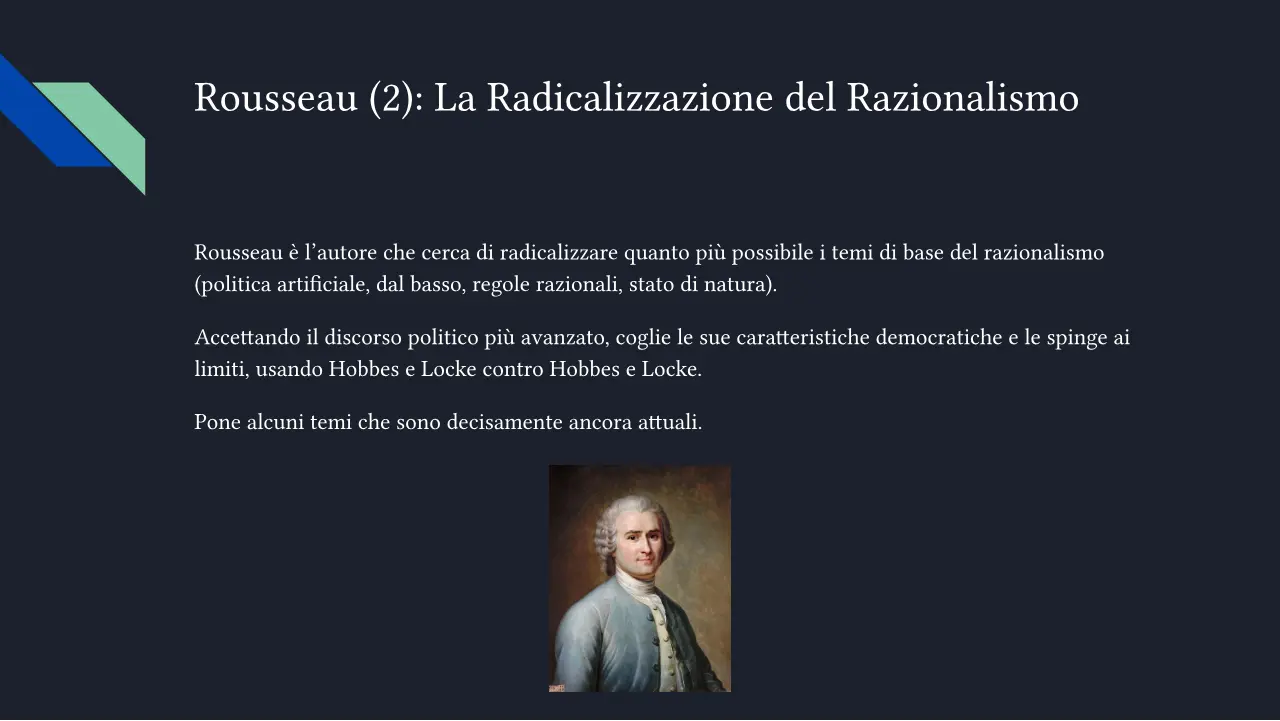 Rousseau (2): La Radicalizzazione del Razionalismo
Rousseau è l’autore che cerca di radicalizzare quanto più possibile i temi di base del razionalismo
(politica artificiale, dal basso, regole razionali, stato di natura).
Accettando il discorso politico più avanzato, coglie le sue caratteristiche democratiche e le spinge ai
limiti, usando Hobbes e Locke contro Hobbes e Locke.
Pone alcuni temi che sono decisamente ancora attuali.